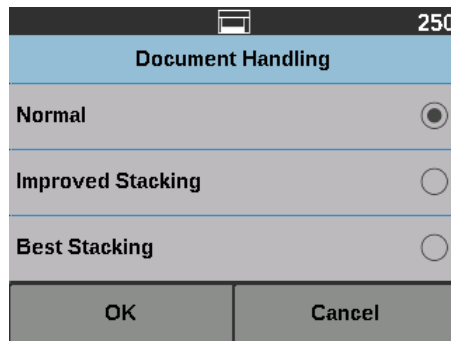 250
Document Handling
Normal
Improved Stacking
Best Stacking
OK Cancel